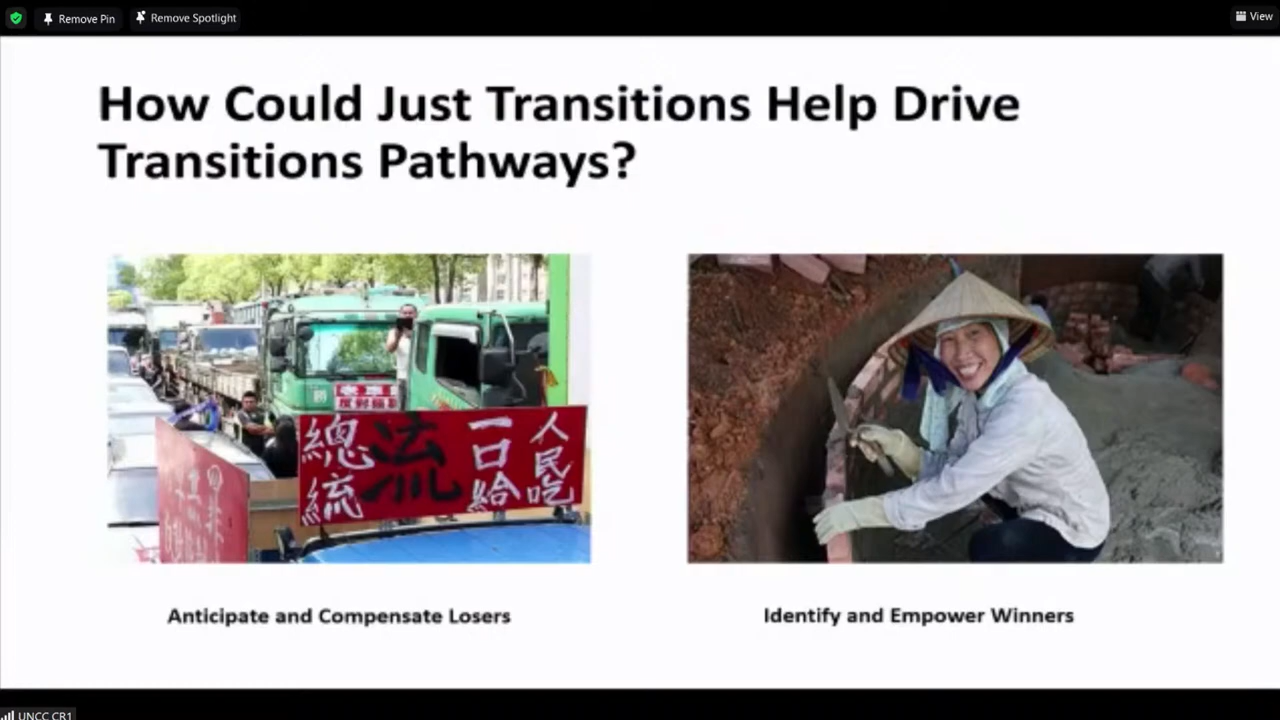 Remove Pin
Remove Spotlight
View
How Could Just Transitions Help Drive
Transitions Pathways?
總統
流
一口給
人民吃
Anticipate and Compensate Losers
Identify and Empower Winners
UNCC CR1